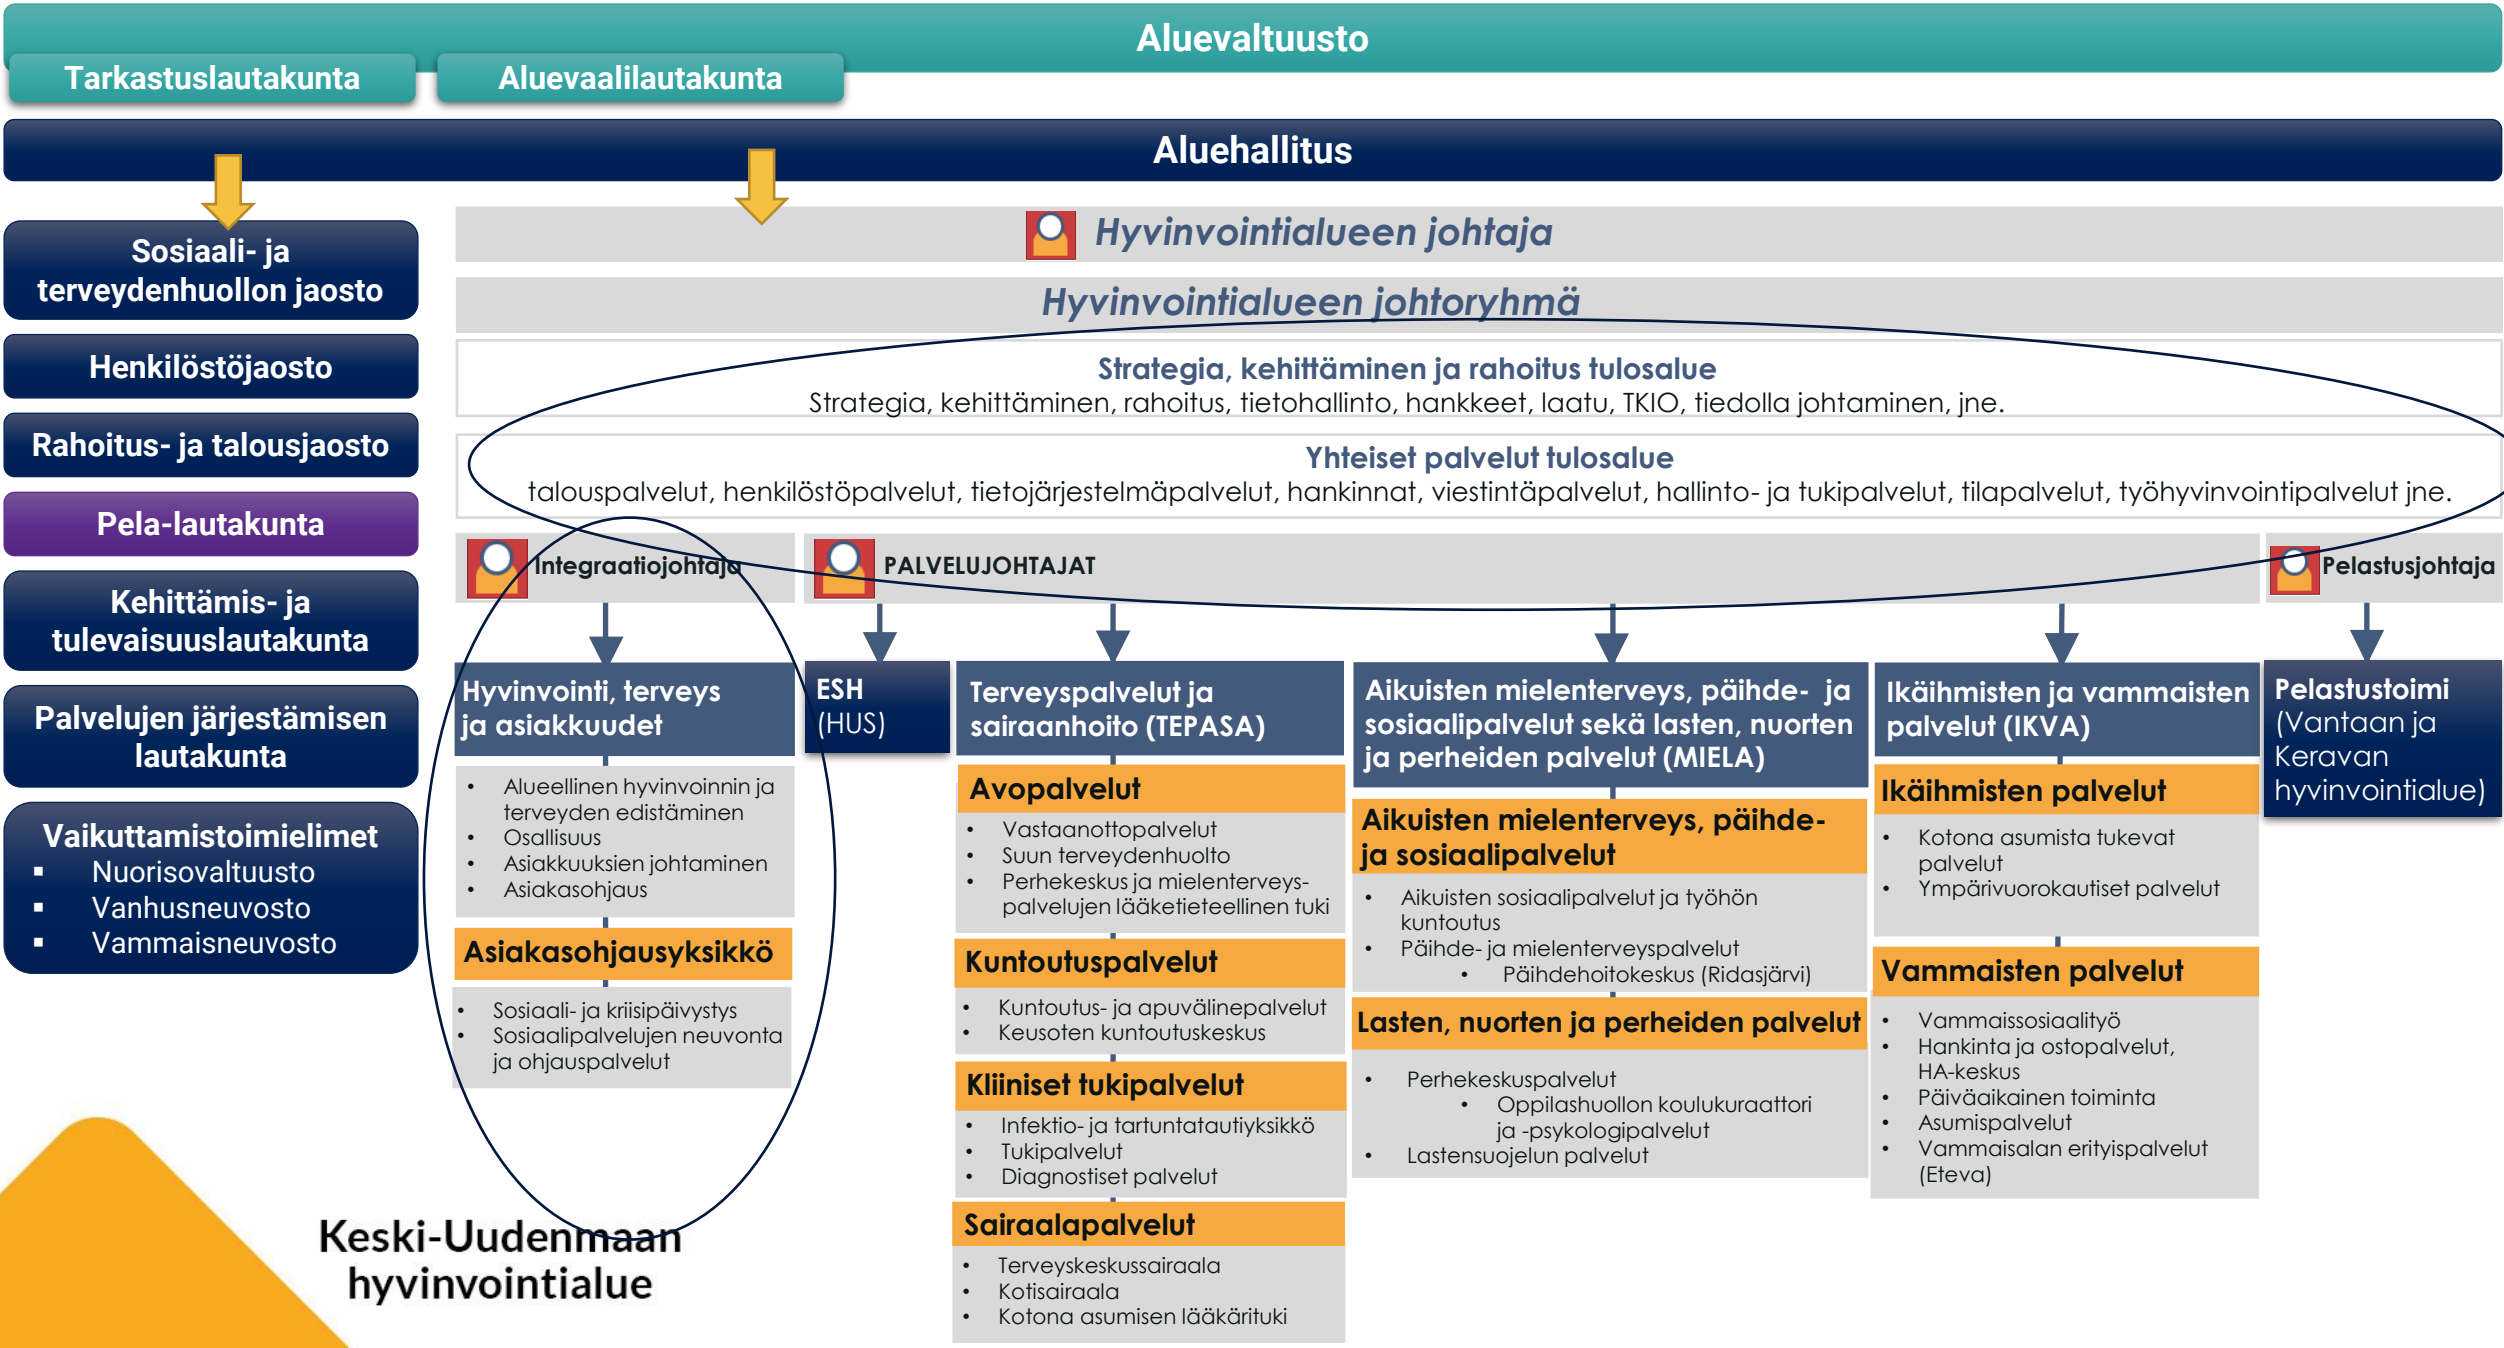 Aluevaltuusto
Tarkastuslautakunta
Aluevaalilautakunta
Aluehallitus
Sosiaali- ja
terveydenhuollon jaosto
Henkilöstöjaosto
Rahoitus- ja talousjaosto
Pela-lautakunta
Kehittämis- ja
tulevaisuuslautakunta
Palvelujen järjestämisen
lautakunta
Vaikuttamistoimielimet
▪ Nuorisovaltuusto
▪ Vanhusneuvosto
▪ Vammaisneuvosto
Hyvinvointialueen johtaja
Hyvinvointialueen johtoryhmä
Strategia, kehittäminen ja rahoitus tulosalue
Strategia, kehittäminen, rahoitus, tietohallinto, hankkeet, laatu, TKIO, tiedolla johtaminen, jne.
Yhteiset palvelut tulosalue
talouspalvelut, henkilöstöpalvelut, tietojärjestelmäpalvelut, hankinnat, viestintäpalvelut, hallinto- ja tukipalvelut, tilapalvelut, työhyvinvointipalvelut jne.
Integraatiojohtaja
PALVELUJOHTAJAT
Pelastusjohtaja
Hyvinvointi, terveys
ja asiakkuudet
• Alueellinen hyvinvoinnin ja
terveyden edistäminen
• Osallisuus
• Asiakkuuksien johtaminen
• Asiakasohjaus
Asiakasohjausyksikkö
• Sosiaali- ja kriisipäivystys
• Sosiaalipalvelujen neuvonta
ja ohjauspalvelut
ESH
(HUS)
Terveyspalvelut ja
sairaanhoito (TEPASA)
Avopalvelut
• Vastaanottopalvelut
• Suun terveydenhuolto
• Perhekeskus ja mielenterveys-
palvelujen lääketieteellinen tuki
Kuntoutuspalvelut
• Kuntoutus- ja apuvälinepalvelut
• Keusoten kuntoutuskeskus
Kliiniset tukipalvelut
• Infektio- ja tartuntatautiyksikkö
• Tukipalvelut
• Diagnostiset palvelut
Sairaalapalvelut
• Terveyskeskussairaala
• Kotisairaala
• Kotona asumisen lääkärituki
Aikuisten mielenterveys, päihde- ja
sosiaalipalvelut sekä lasten, nuorten
ja perheiden palvelut (MIELA)
Aikuisten mielenterveys, päihde-
ja sosiaalipalvelut
• Aikuisten sosiaalipalvelut ja työhön
kuntoutus
• Päihde- ja mielenterveyspalvelut
• Päihdehoitokeskus (Ridasjärvi)
Lasten, nuorten ja perheiden palvelut
• Perhekeskuspalvelut
• Oppilashuollon koulukuraattori
ja -psykologipalvelut
• Lastensuojelun palvelut
Ikäihmisten ja vammaisten
palvelut (IKVA)
Ikäihmisten palvelut
• Kotona asumista tukevat
palvelut
• Ympärivuorokautiset palvelut
Vammaisten palvelut
• Vammaissosiaalityö
• Hankinta ja ostopalvelut,
HA-keskus
• Päiväaikainen toiminta
• Asumispalvelut
• Vammaisalan erityispalvelut
(Eteva)
Pelastustoimi
(Vantaan ja
Keravan
hyvinvointialue)
Keski-Uudenmaan
hyvinvointialue